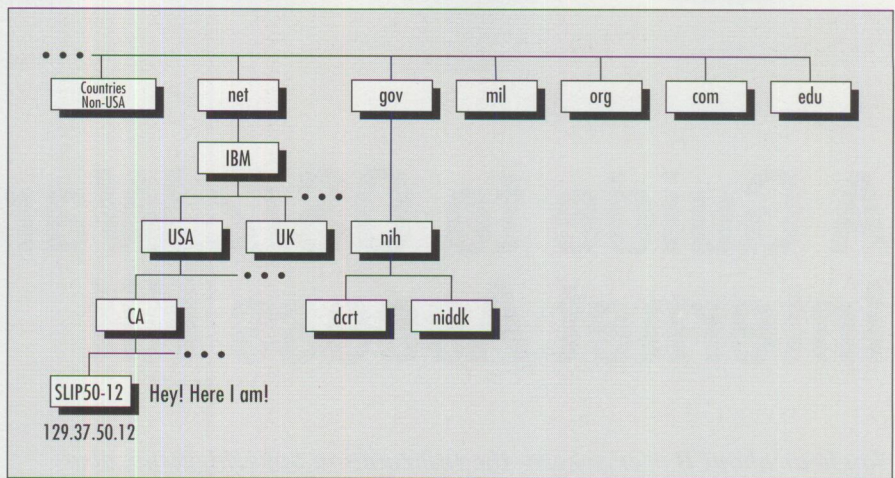 Countries
Non-USA
net
gov
mil
org
com
edu
IBM
USA
UK
nih
CA
dcrt
niddk
SLIP50-12
Hey! Here I am!
129.37.50.12